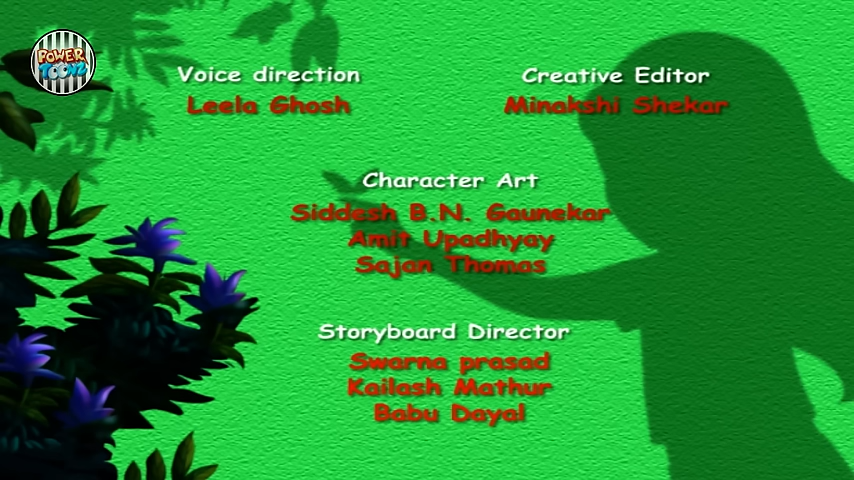 POWER
TOONZ
Voice direction
Leela Ghosh
Creative Editor
Minakshi Shekar
Character Art
Siddesh B.N. Gaunekar
Amit Upadhyay
Sajan Thomas
Storyboard Director
Swarna prasad
Kailash Mathur
Babu Dayal